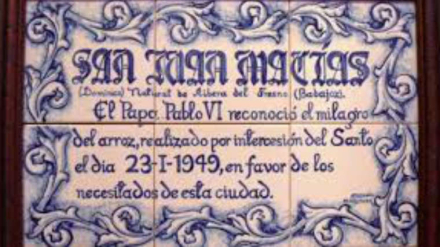 SAN JUAN MACÍAS
(Dominico) Natural de Ribera del Fresno (Badajoz).
El Papa Pablo VI reconoció el milagro
del arroz, realizado por intercesión del Santo
el día 23-I-1949, en favor de los
necesitados de esta ciudad.